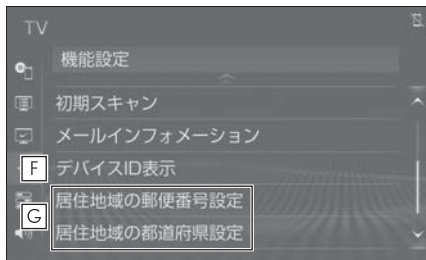 TV
機能設定
初期スキャン
メールインフォメーション
F
デバイスID表示
G
居住地域の郵便番号設定
居住地域の都道府県設定